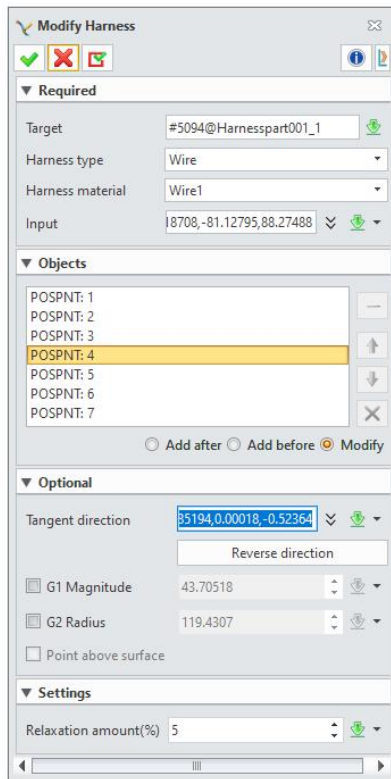 Modify Harness
Required
Target #5094@Harnesspart001_1
Harness type Wire
Harness material Wire1
Input 18708,-81.12795,88.27488
Objects
POSPNT: 1
POSPNT: 2
POSPNT: 3
POSPNT: 4
POSPNT: 5
POSPNT: 6
POSPNT: 7
Add after Add before Modify
Optional
Tangent direction 35194,0.00018,-0.52364
Reverse direction
G1 Magnitude 43.70518
G2 Radius 119.4307
Point above surface
Settings
Relaxation amount(%) 5